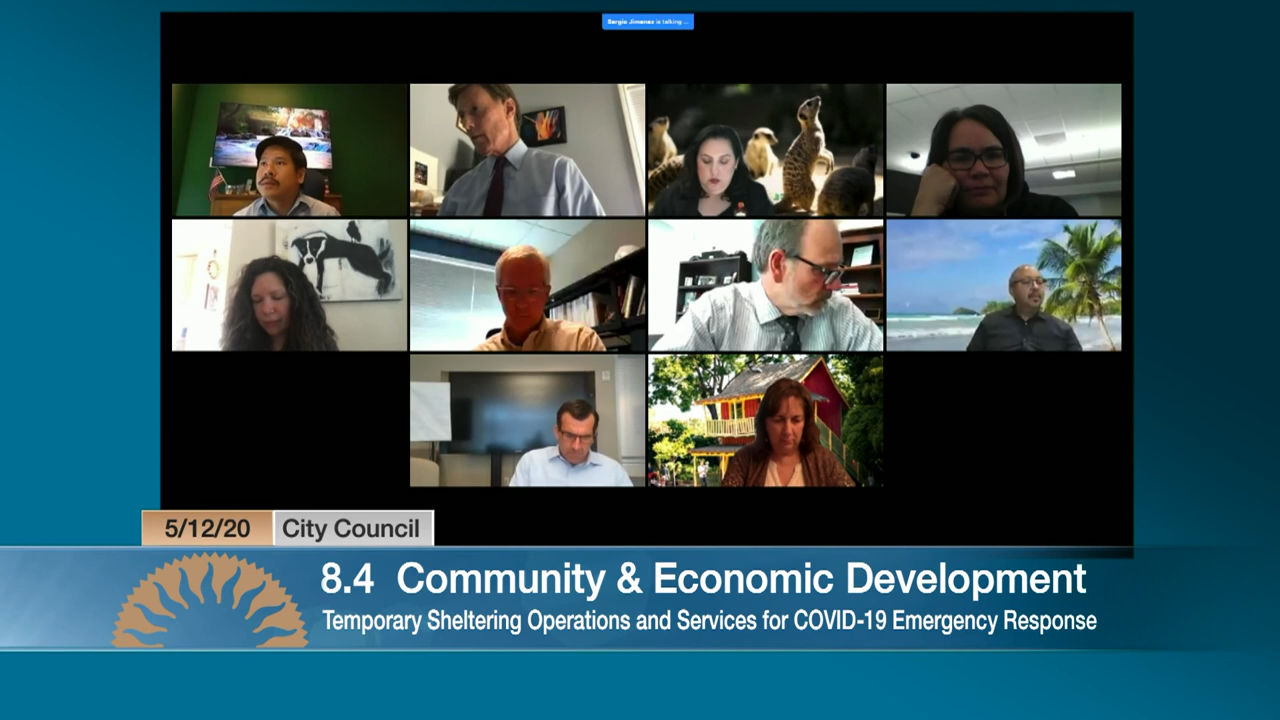 Sergio Jimenez is talking...
5/12/20
City Council
8.4 Community & Economic Development
Temporary Sheltering Operations and Services for COVID-19 Emergency Response